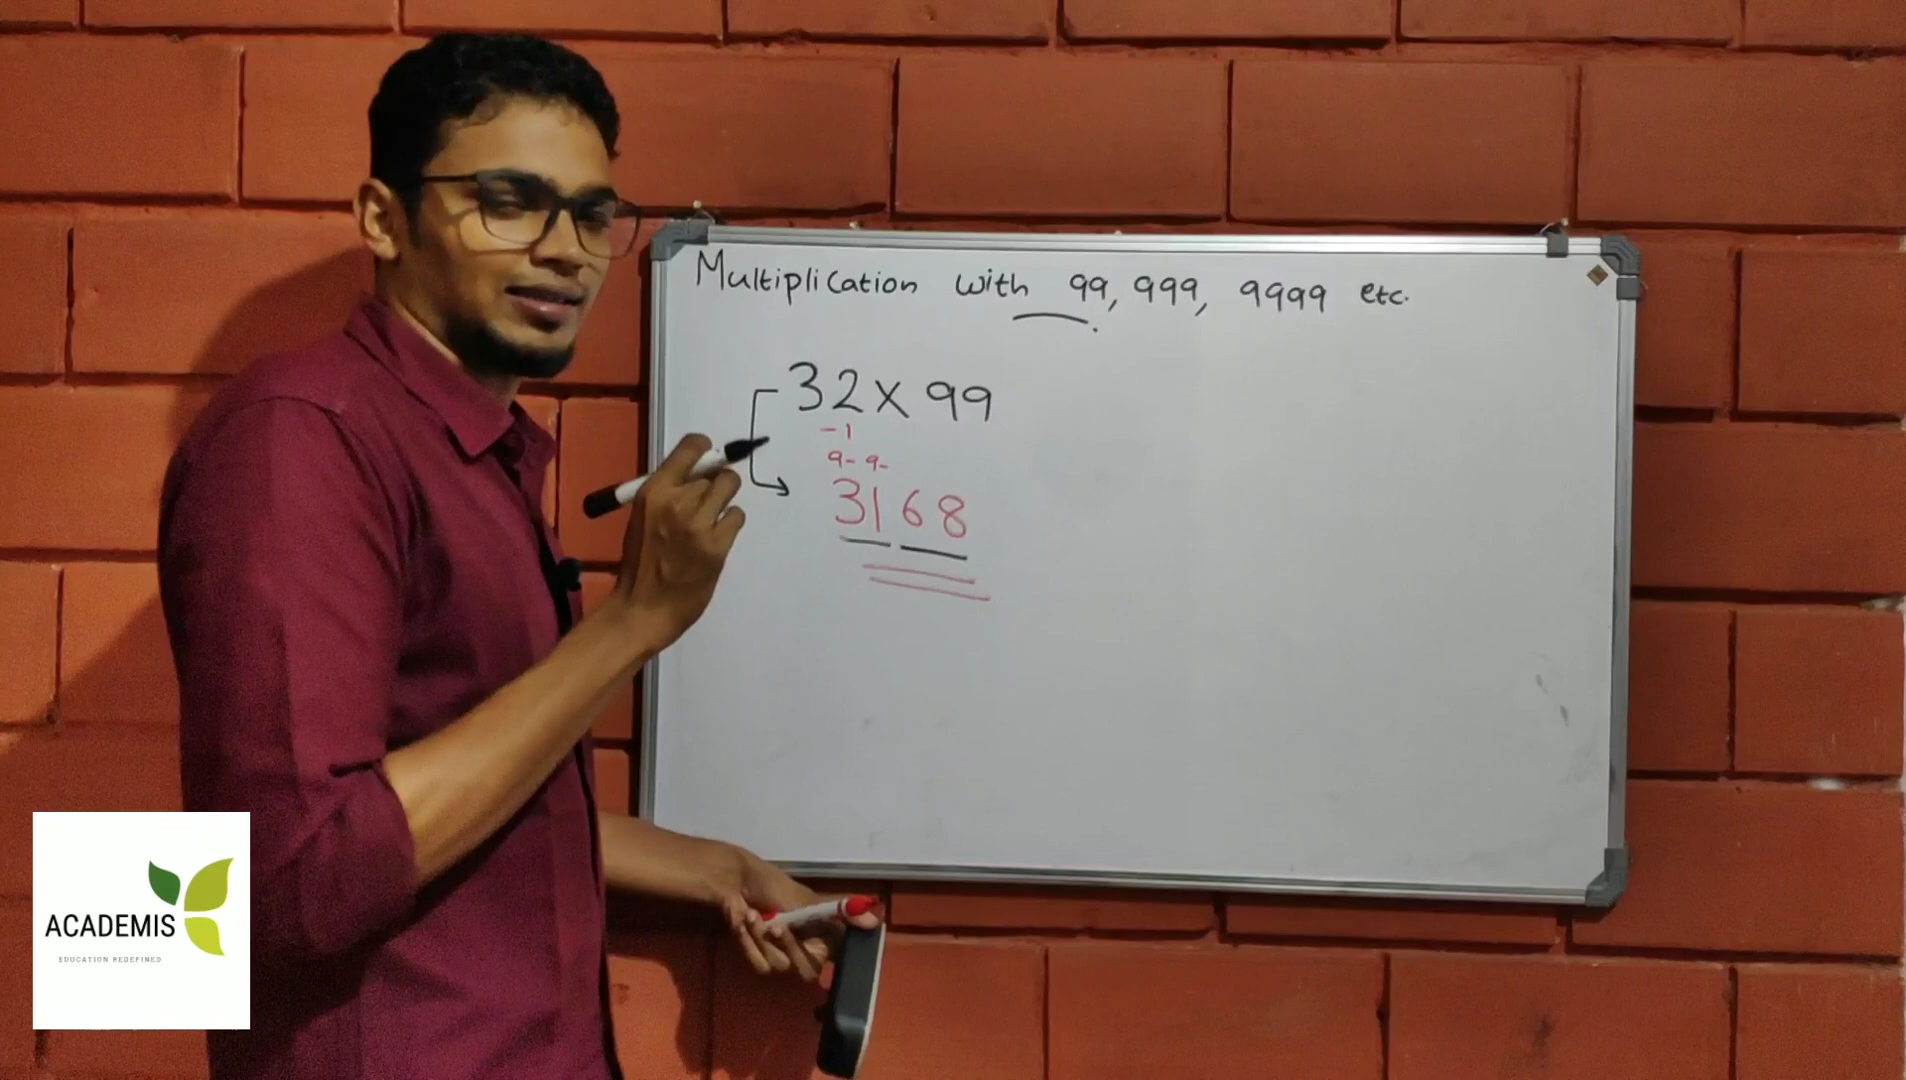 Multiplication with 99, 999, 9999 etc.
32 x 99
-1
9- 9-
3168
ACADEMIS
EDUCATION REDEFINED